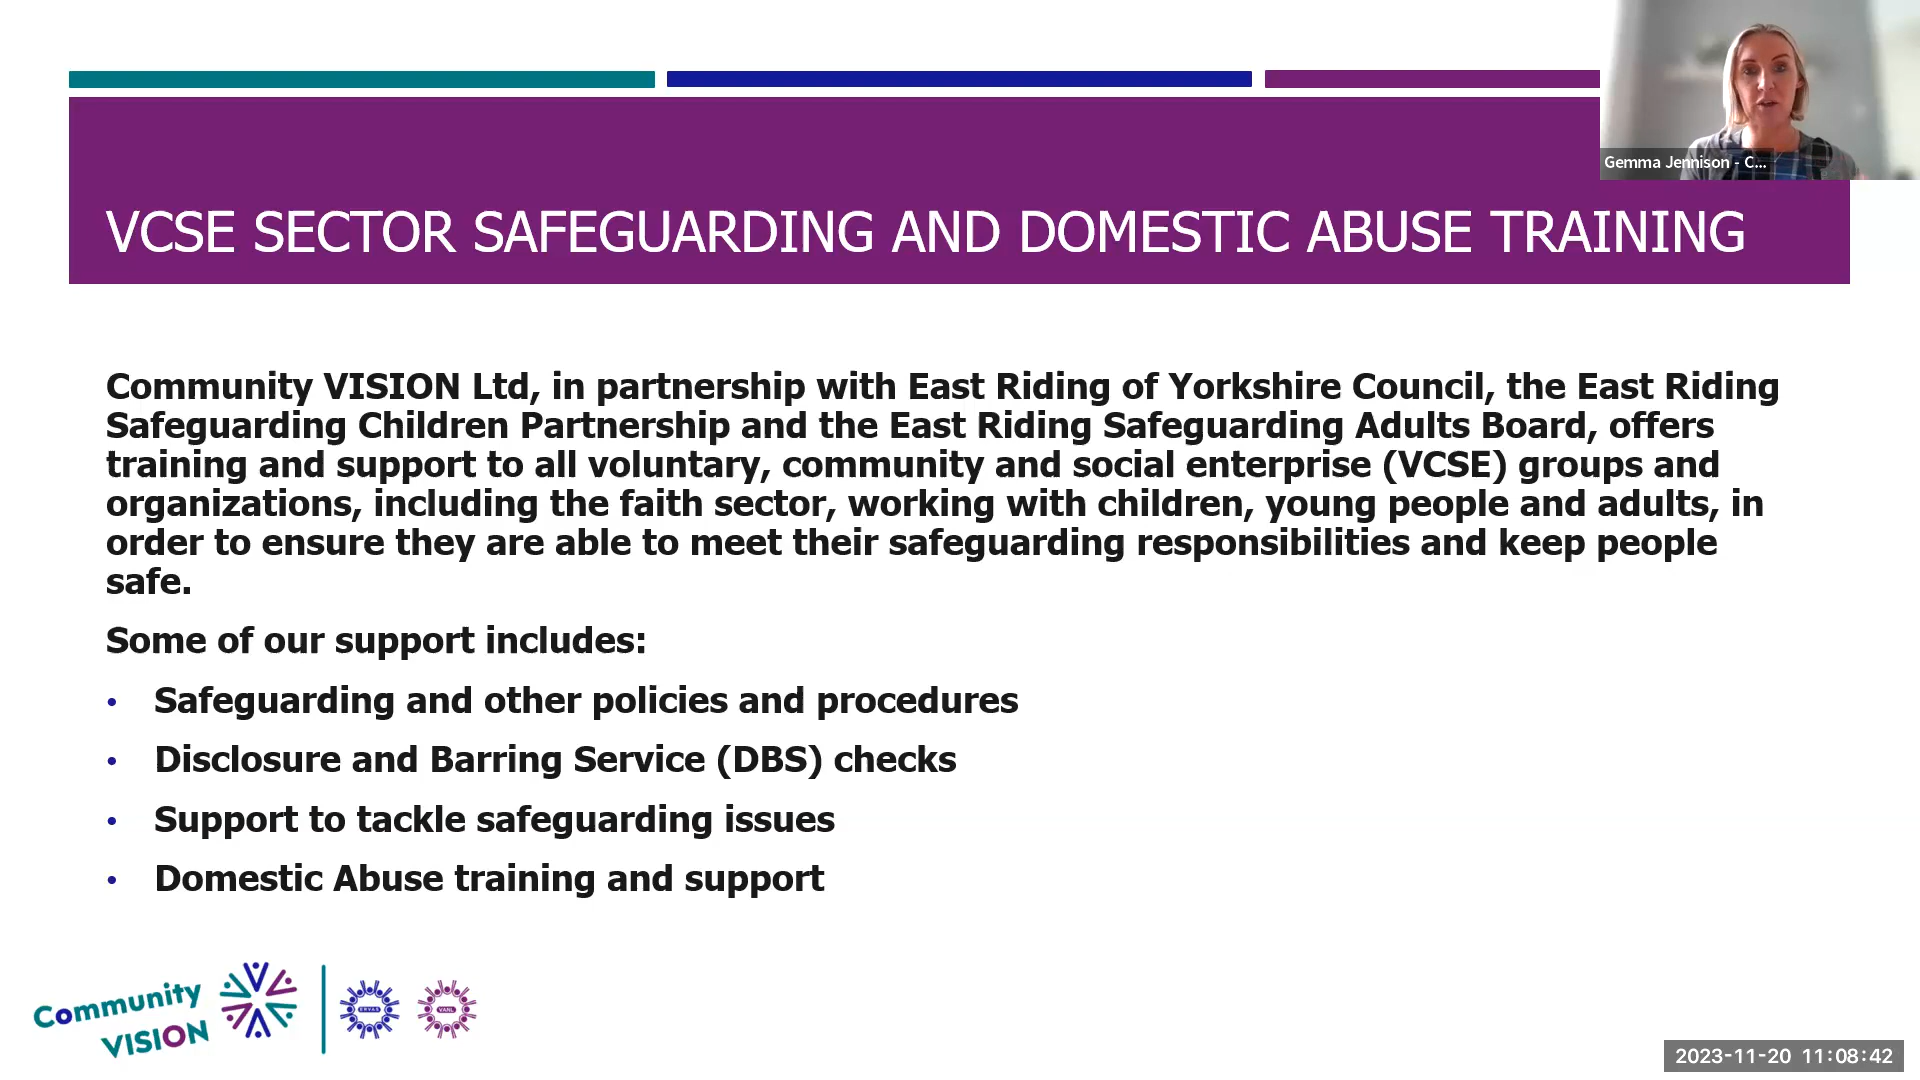 Gemma Jennison - C...
VCSE SECTOR SAFEGUARDING AND DOMESTIC ABUSE TRAINING
Community VISION Ltd, in partnership with East Riding of Yorkshire Council, the East Riding
Safeguarding Children Partnership and the East Riding Safeguarding Adults Board, offers
training and support to all voluntary, community and social enterprise (VCSE) groups and
organizations, including the faith sector, working with children, young people and adults, in
order to ensure they are able to meet their safeguarding responsibilities and keep people
safe.
Some of our support includes:
• Safeguarding and other policies and procedures
• Disclosure and Barring Service (DBS) checks
• Support to tackle safeguarding issues
• Domestic Abuse training and support
Community
VISION
ERVAS
VANL
2023-11-20 11:08:42